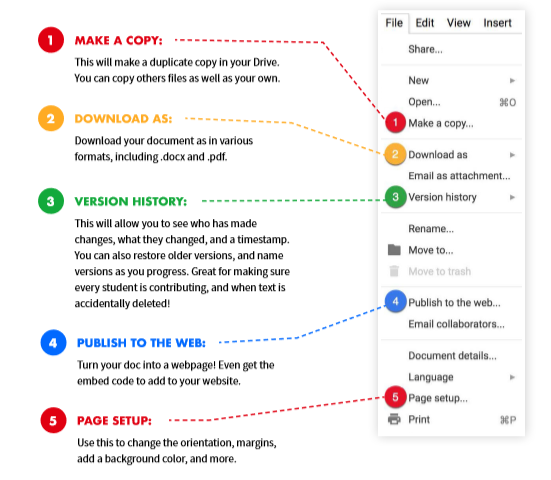 1 MAKE A COPY:
This will make a duplicate copy in your Drive.
You can copy others files as well as your own.
2 DOWNLOAD AS:
Download your document as in various
formats, including .docx and .pdf.
3 VERSION HISTORY:
This will allow you to see who has made
changes, what they changed, and a timestamp.
You can also restore older versions, and name
versions as you progress. Great for making sure
every student is contributing, and when text is
accidentally deleted!
4 PUBLISH TO THE WEB:
Turn your doc into a webpage! Even get the
embed code to add to your website.
5 PAGE SETUP:
Use this to change the orientation, margins,
add a background color, and more.
File Edit View Insert
Share...
New
Open... ⌘O
1 Make a copy...
2 Download as
Email as attachment...
3 Version history
Rename...
Move to...
Move to trash
4 Publish to the web...
Email collaborators...
Document details...
Language
5 Page setup...
Print ⌘P